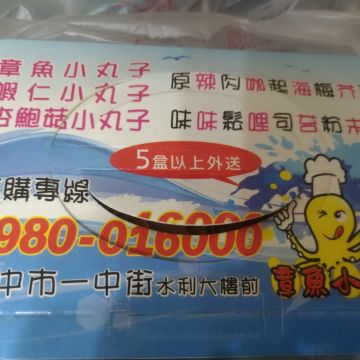 章魚小丸子
蝦仁小丸子
杏鮑菇小丸子
原辣肉咖起海梅芥
味味鬆哩司苔粉末
5盒以上外送
購專線
980-016000
中市一中街水利大樓前
章魚小